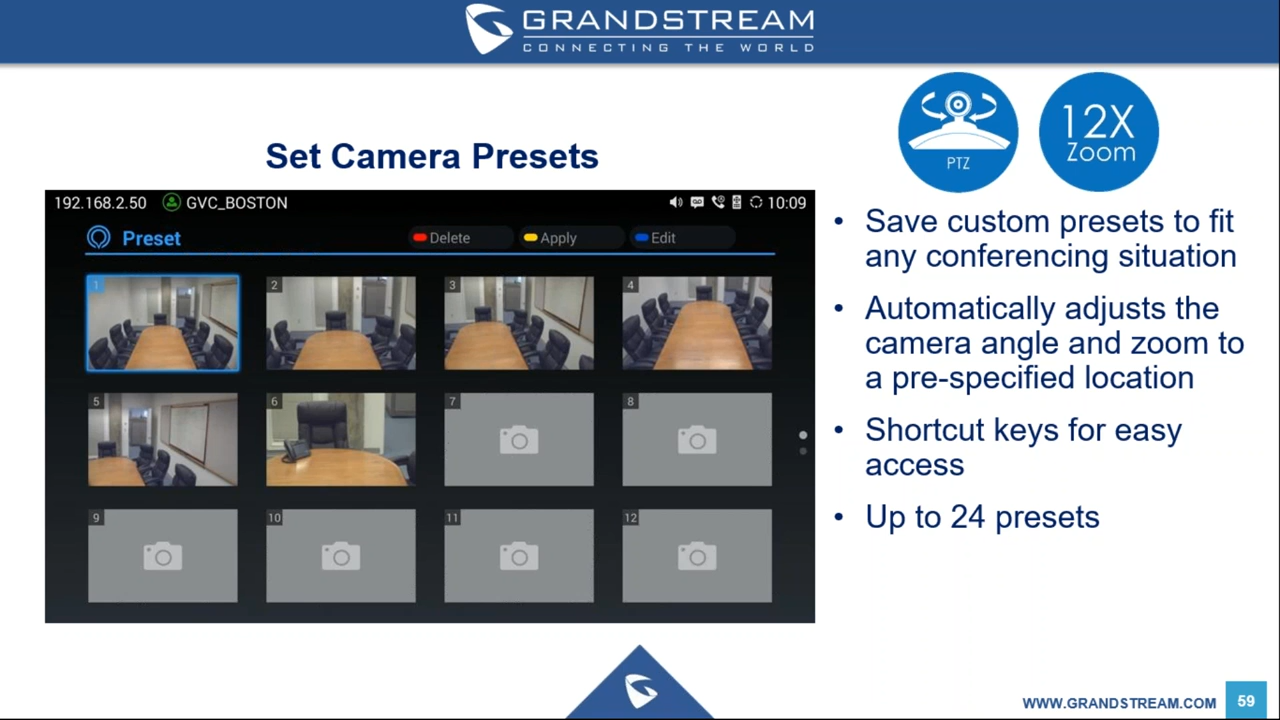 GRANDSTREAM
CONNECTING THE WORLD
PTZ
12X
Zoom
Set Camera Presets
192.168.2.50 GVC_BOSTON 10:09
Preset Delete Apply Edit
1 2 3 4
5 6 7 8
9 10 11 12
• Save custom presets to fit
any conferencing situation
• Automatically adjusts the
camera angle and zoom to
a pre-specified location
• Shortcut keys for easy
access
• Up to 24 presets
WWW.GRANDSTREAM.COM 59